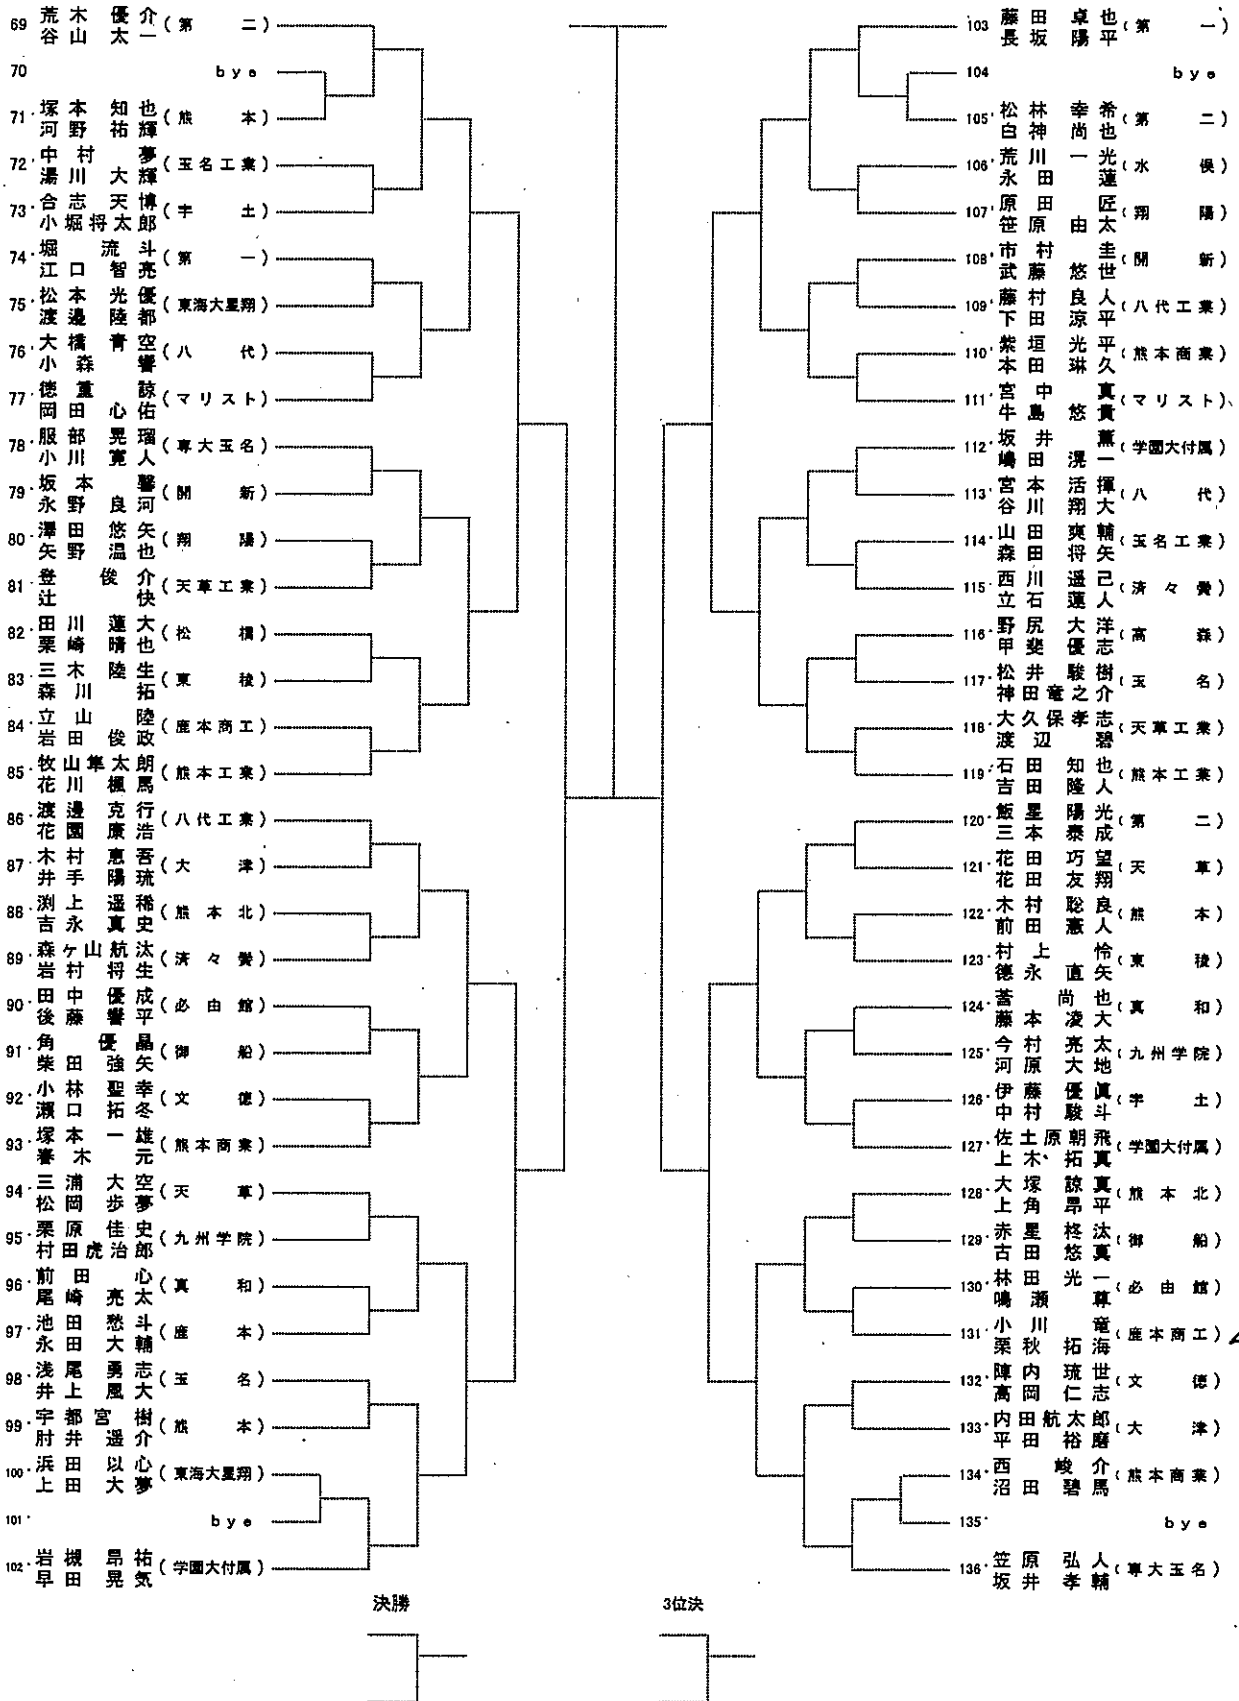 69 荒木優介 (第二)
谷山太一
70 bye
71 塚本知也 (熊本)
河野祐輝
72 中村夢 (玉名工業)
湯川大輝
73 合志天博 (宇土)
小堀将太郎
74 堀流斗 (第一)
江口智亮
75 松本光優 (東海大星翔)
渡邊陸都
76 大橋青空 (八代)
小森響
77 徳重諒 (マリスト)
岡田心佑
78 服部晃瑠 (専大玉名)
小川寛人
79 坂本馨 (開新)
永野良河
80 澤田悠矢 (翔陽)
矢野温也
81 登俊介 (天草工業)
辻快
82 田川蓮大 (松橋)
栗崎晴也
83 三木陸生 (東稜)
森川拓
84 立山陸 (鹿本商工)
岩田俊政
85 牧山隼太朗 (熊本工業)
花川楓馬
86 渡邊克行 (八代工業)
花園康浩
87 木村恵吾 (大津)
井手陽琉
88 渕上遥稀 (熊本北)
吉永真史
89 森ヶ山航汰 (済々黌)
岩村将生
90 田中優成 (必由館)
後藤響平
91 角優晶 (御船)
柴田強矢
92 小林聖幸 (文徳)
瀬口拓冬
93 塚本一雄 (熊本商業)
春木元
94 三浦大空 (天草)
松岡歩夢
95 栗原佳史 (九州学院)
村田虎治郎
96 前田心 (真和)
尾崎亮太
97 池田愁斗 (鹿本)
永田大輔
98 浅尾勇志 (玉名)
井上風大
99 宇都宮樹 (熊本)
肘井遥介
100 浜田以心 (東海大星翔)
上田大夢
101 bye
102 岩槻昂祐 (学園大付属)
早田晃気
103 藤田卓也 (第一)
長坂陽平
104 bye
105 松林幸希 (第二)
白神尚也
106 荒川一光 (水俣)
永田蓮
107 原田匠 (翔陽)
笹原由太
108 市村圭 (開新)
武藤悠世
109 藤村良人 (八代工業)
下田涼平
110 紫垣光平 (熊本商業)
本田琳久
111 宮中真 (マリスト)
牛島悠貴
112 坂井薫 (学園大付属)
嶋田滉一
113 宮本活揮 (八代)
谷川翔大
114 山田爽輔 (玉名工業)
森田将矢
115 西川遥己 (済々黌)
立石蓮人
116 野尻大洋 (高森)
甲斐優志
117 松井駿樹 (玉名)
神田竜之介
118 大久保孝志 (天草工業)
渡辺碧
119 石田知也 (熊本工業)
吉田隆人
120 飯星陽光 (第二)
三本泰成
121 花田巧望 (天草)
花田友翔
122 木村聡良 (熊本)
前田憲人
123 村上怜 (東稜)
徳永直矢
124 蓍尚也 (真和)
藤本凌大
125 今村亮太 (九州学院)
河原大地
126 伊藤優眞 (宇土)
中村駿斗
127 佐土原朝飛 (学園大付属)
上木拓真
128 大塚諒真 (熊本北)
上角昂平
129 赤星柊汰 (御船)
古田悠真
130 林田光一 (必由館)
鳴瀬尊
131 小川竜 (鹿本商工)
栗秋拓海
132 陣内琉世 (文徳)
高岡仁志
133 内田航太郎 (大津)
平田裕磨
134 西峻介 (熊本商業)
沼田碧馬
135 bye
136 笠原弘人 (専大玉名)
坂井孝輔
決勝
3位決